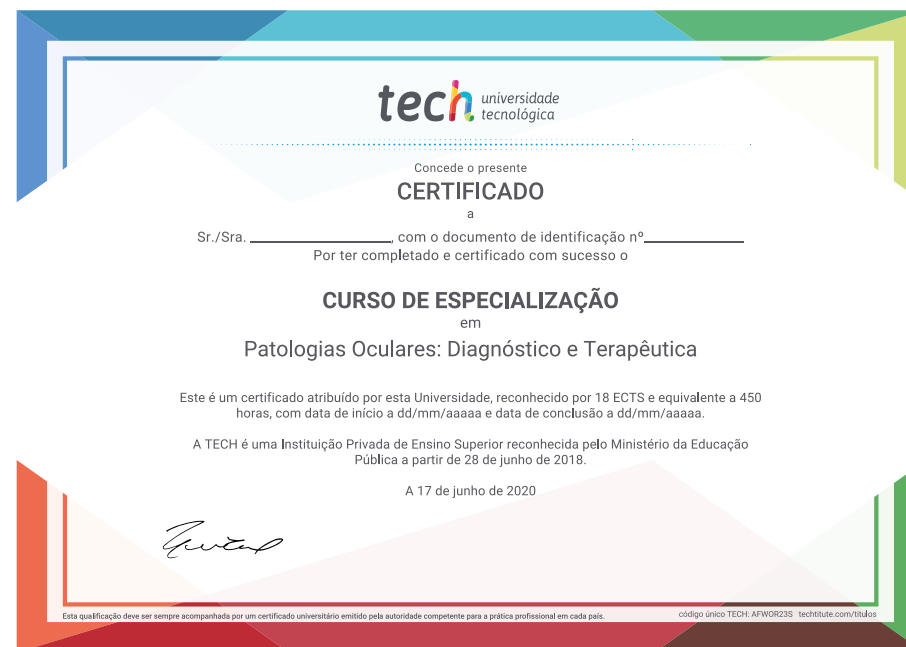 tech universidade
tecnológica
Concede o presente
CERTIFICADO
a
Sr./Sra. ____________________, com o documento de identificação nº______________
Por ter completado e certificado com sucesso o
CURSO DE ESPECIALIZAÇÃO
em
Patologias Oculares: Diagnóstico e Terapêutica
Este é um certificado atribuído por esta Universidade, reconhecido por 18 ECTS e equivalente a 450
horas, com data de início a dd/mm/aaaaa e data de conclusão a dd/mm/aaaaa.
A TECH é uma Instituição Privada de Ensino Superior reconhecida pelo Ministério da Educação
Pública a partir de 28 de junho de 2018.
A 17 de junho de 2020
Esta qualificação deve ser sempre acompanhada por um certificado universitário emitido pela autoridade competente para a prática profissional em cada país.
código único TECH: AFWOR23S techtitute.com/titulos